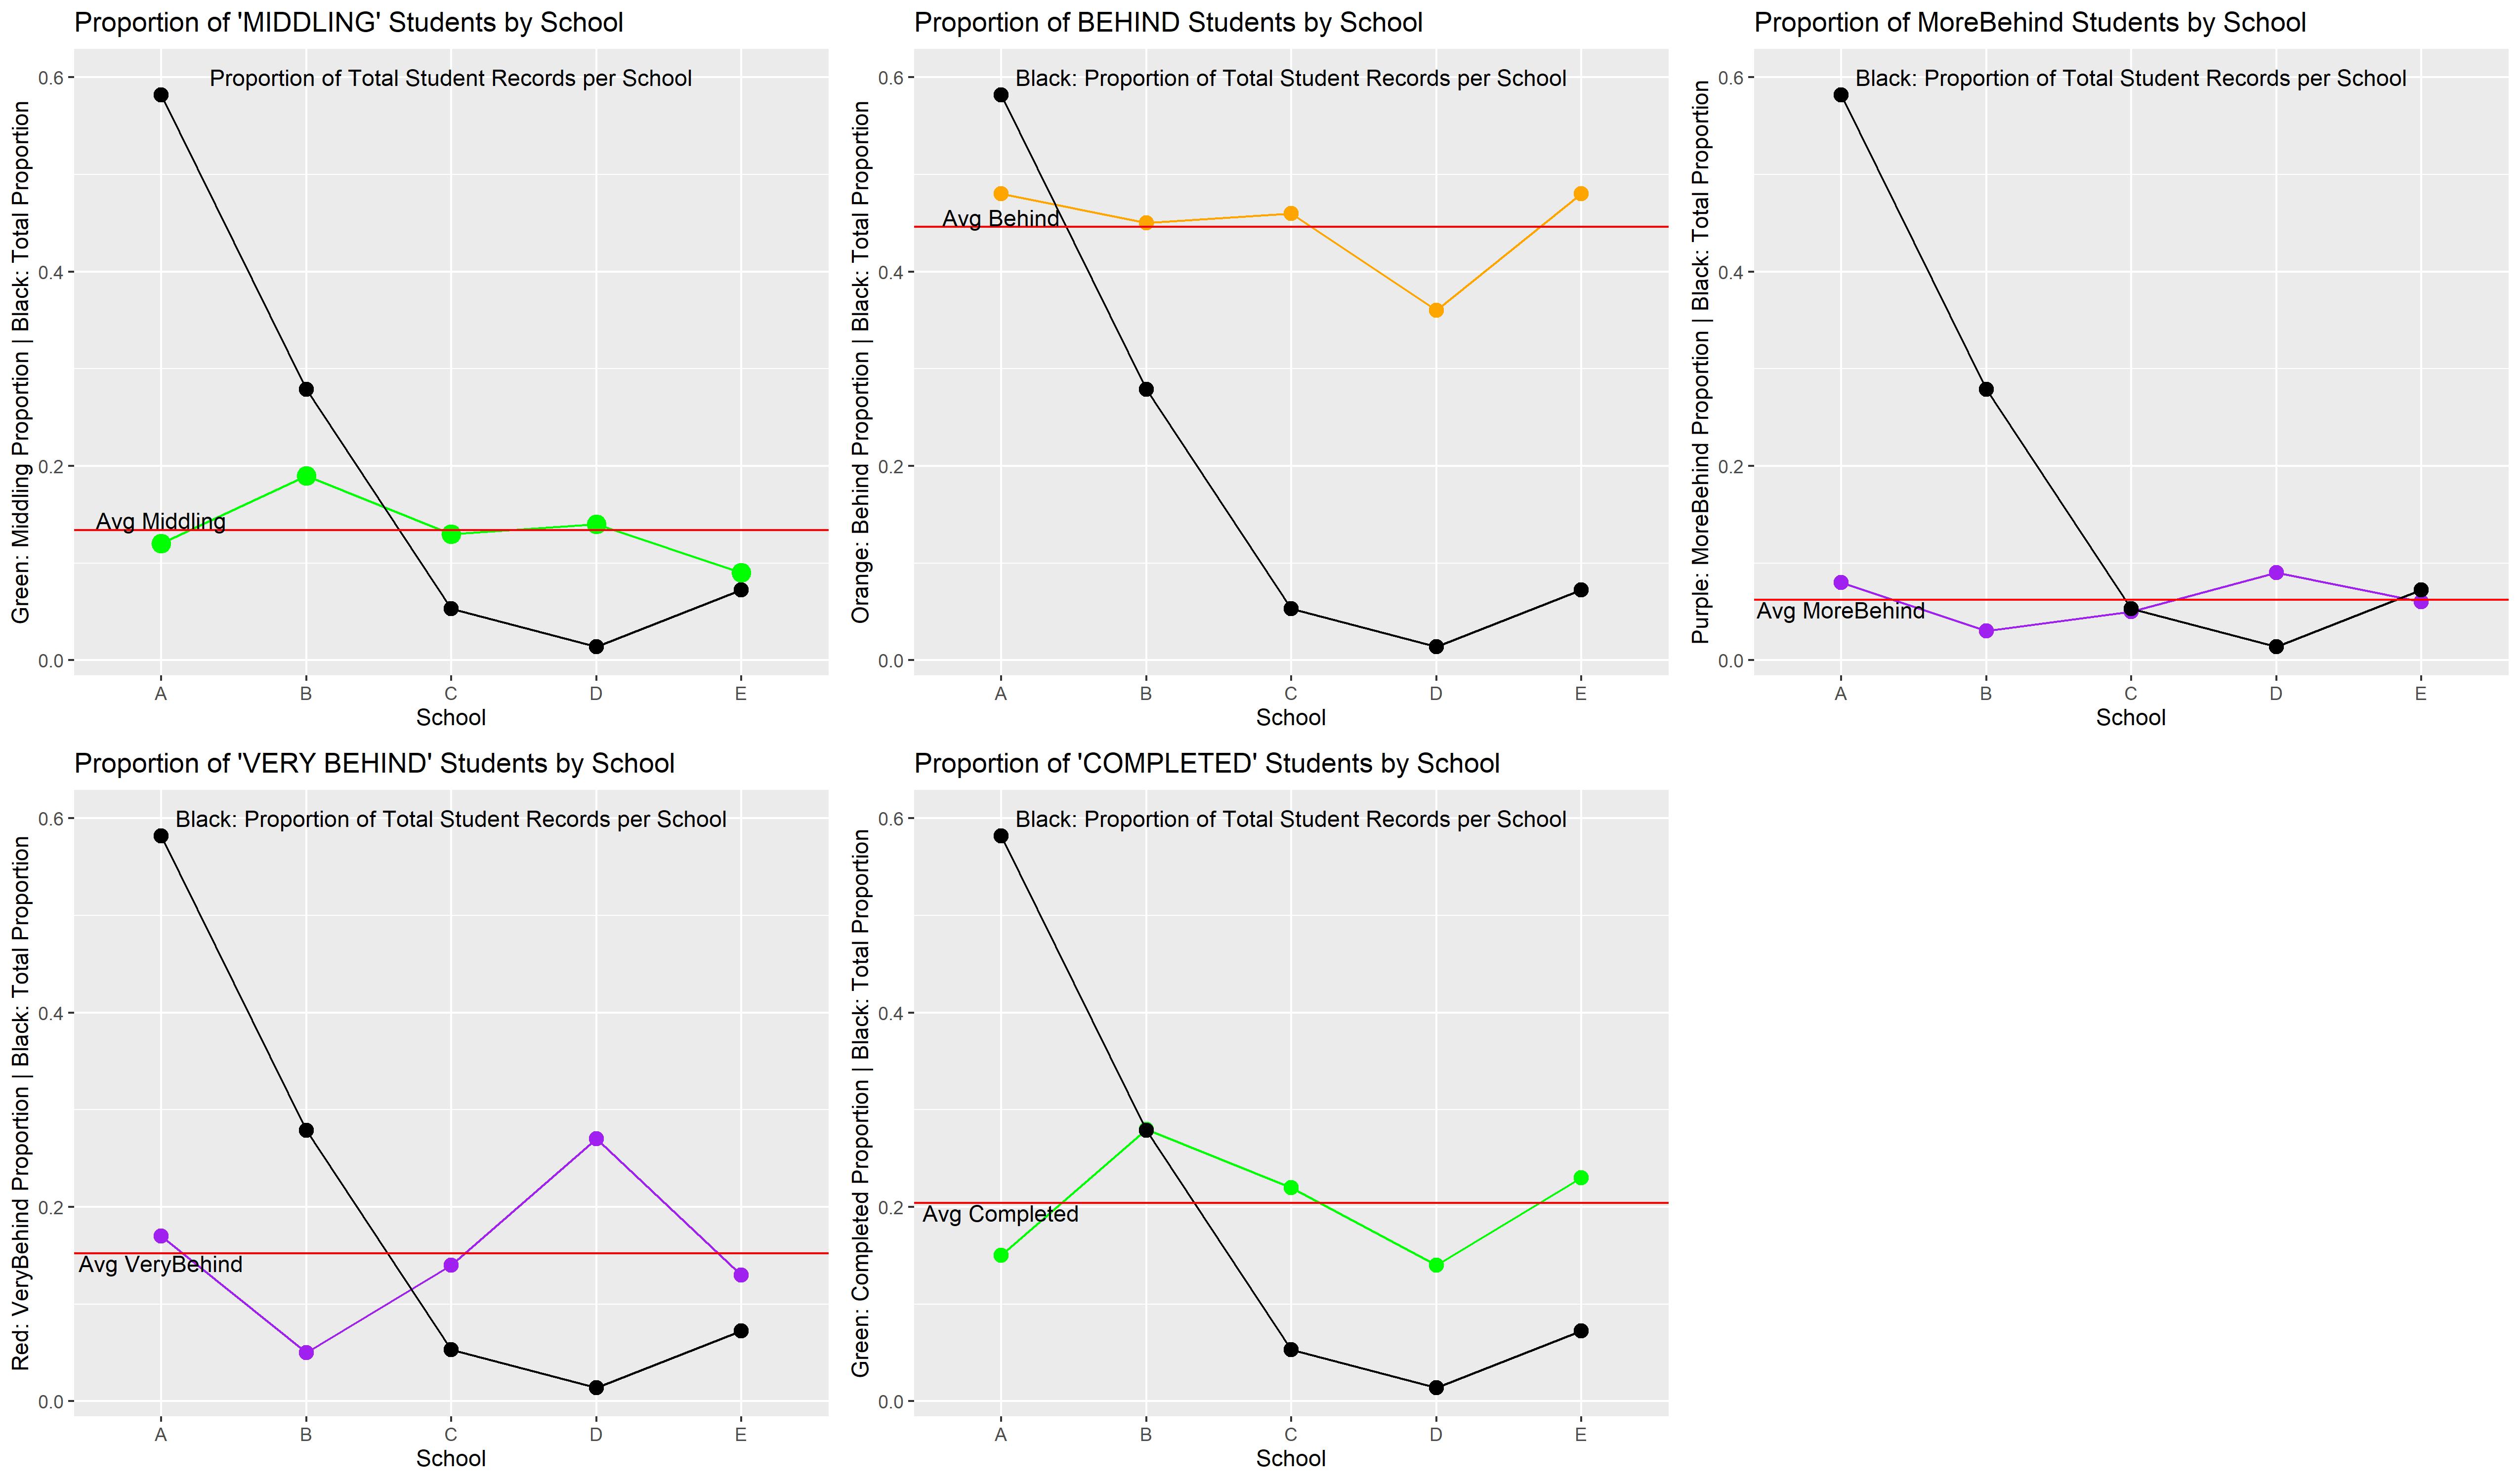 Proportion of 'MIDDLING' Students by School
Green: Middling Proportion | Black: Total Proportion
Proportion of Total Student Records per School
0.6
0.4
0.2
0.0
Avg Middling
A B C D E
School
Proportion of BEHIND Students by School
Orange: Behind Proportion | Black: Total Proportion
Black: Proportion of Total Student Records per School
0.6
0.4
0.2
0.0
Avg Behind
A B C D E
School
Proportion of MoreBehind Students by School
Purple: MoreBehind Proportion | Black: Total Proportion
Black: Proportion of Total Student Records per School
0.6
0.4
0.2
0.0
Avg MoreBehind
A B C D E
School
Proportion of 'VERY BEHIND' Students by School
Red: VeryBehind Proportion | Black: Total Proportion
Black: Proportion of Total Student Records per School
0.6
0.4
0.2
0.0
Avg VeryBehind
A B C D E
School
Proportion of 'COMPLETED' Students by School
Green: Completed Proportion | Black: Total Proportion
Black: Proportion of Total Student Records per School
0.6
0.4
0.2
0.0
Avg Completed
A B C D E
School